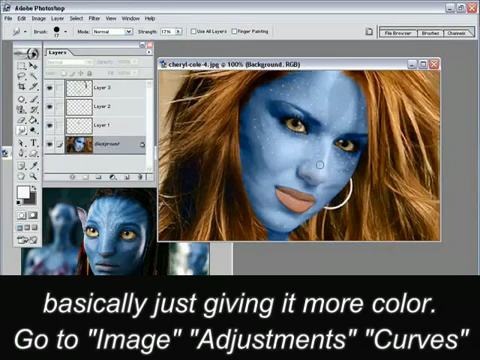 Adobe Photoshop
File Edit Image Layer Select Filter View Window Help
Brush: 17 Mode: Normal Strength: Use All Layers Finger Painting
File Browser Brushes Channels
Layers
cheryl-cole-4.jpg @ 100% (Background, RGB)
Layer 3
Layer 2
Layer 1
Background
basically just giving it more color.
Go to "Image" "Adjustments" "Curves"